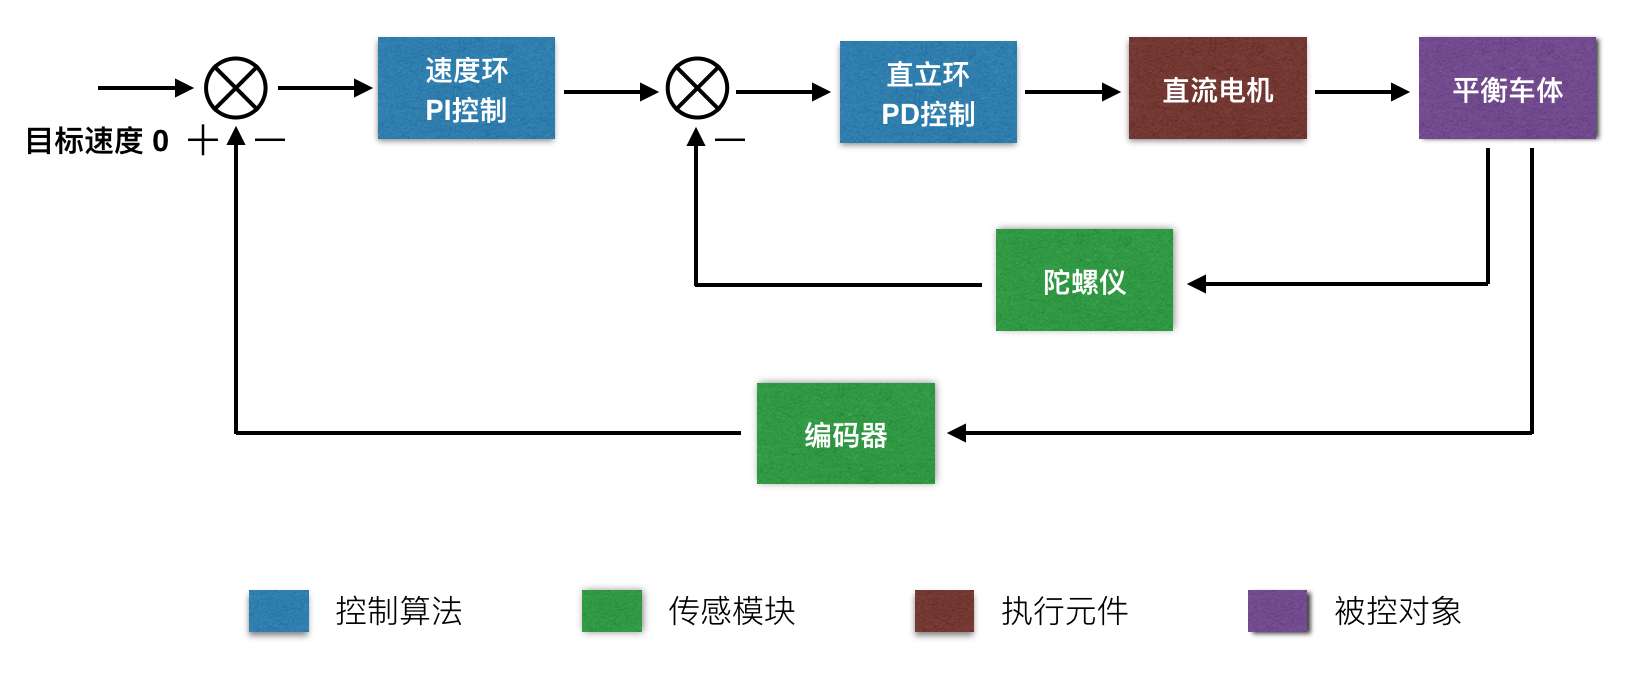 速度环
PI控制
直立环
PD控制
直流电机
平衡车体
目标速度 0
陀螺仪
编码器
控制算法
传感模块
执行元件
被控对象